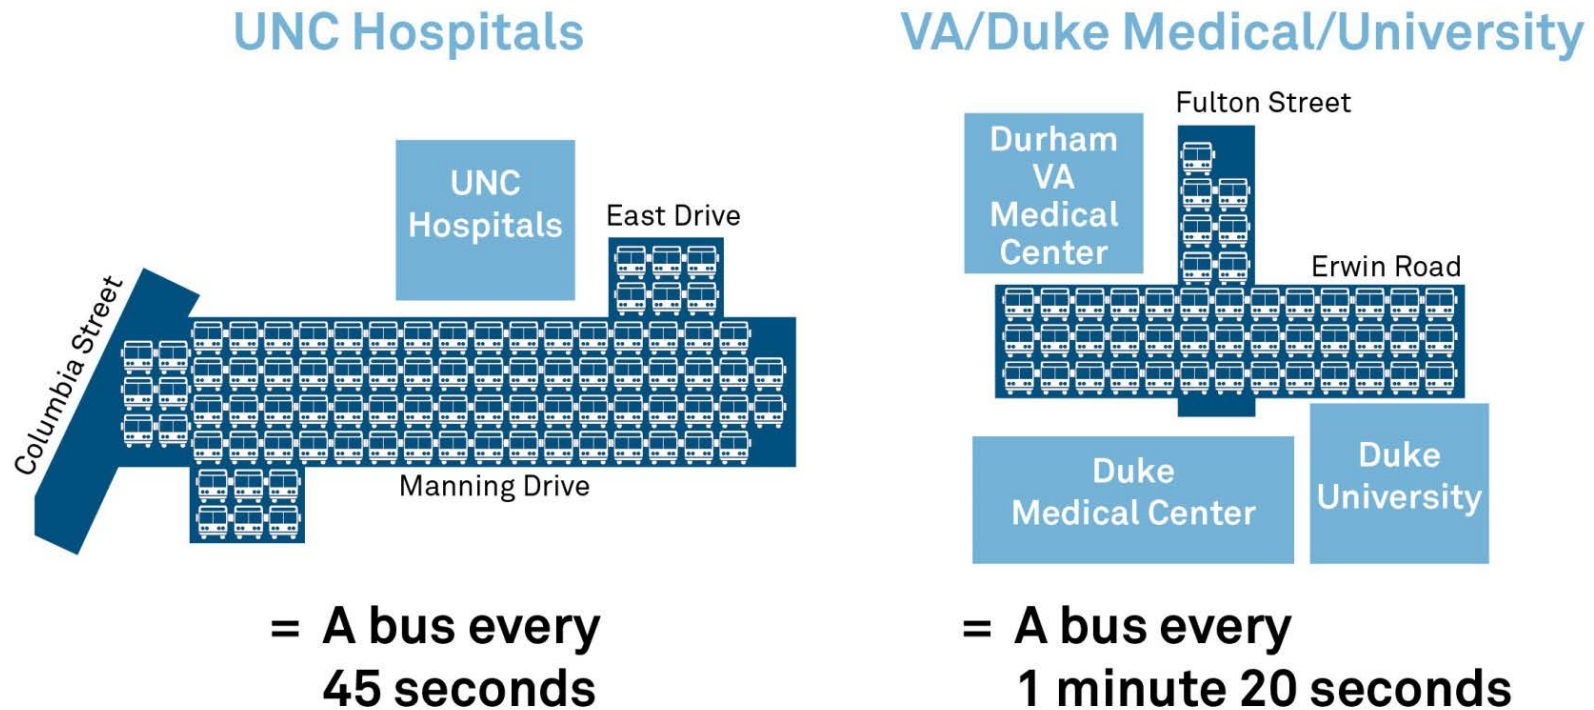 UNC Hospitals
UNC
Hospitals
East Drive
Columbia Street
Manning Drive
= A bus every
45 seconds
VA/Duke Medical/University
Fulton Street
Durham
VA
Medical
Center
Erwin Road
Duke
Medical Center
Duke
University
= A bus every
1 minute 20 seconds